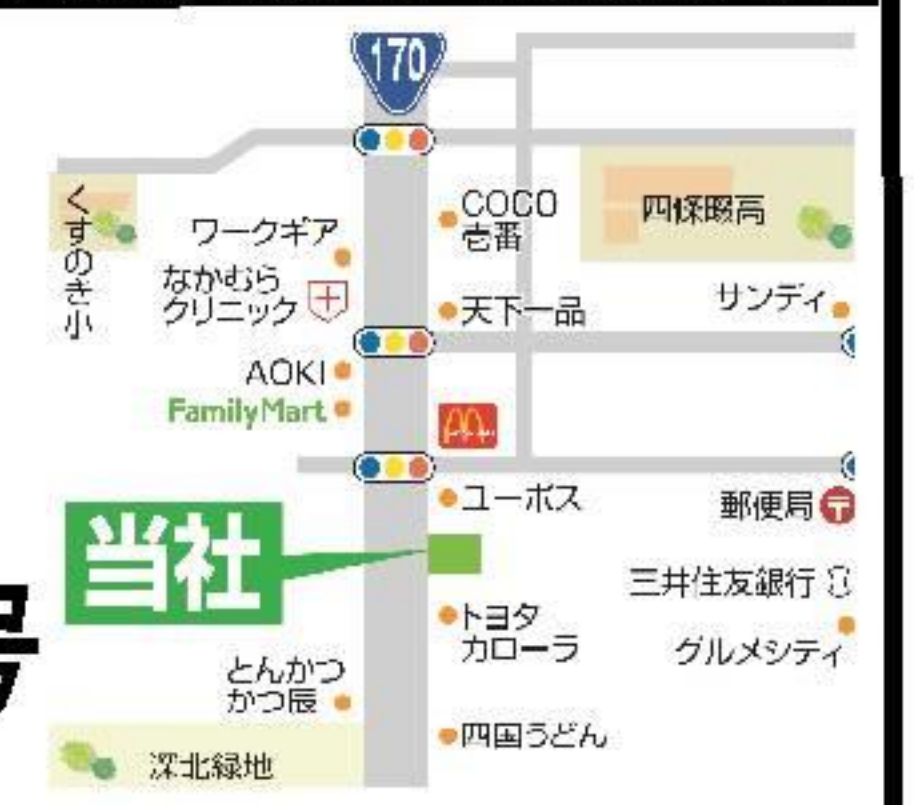 170
くすのき小
ワークギア
なかむら
クリニック
COCO
壱番
四條畷高
天下一品
サンディ
AOKI
FamilyMart
ユーポス
郵便局
当社
三井住友銀行
トヨタ
カローラ
グルメシティ
とんかつ
かつ辰
四国うどん
深北緑地
号